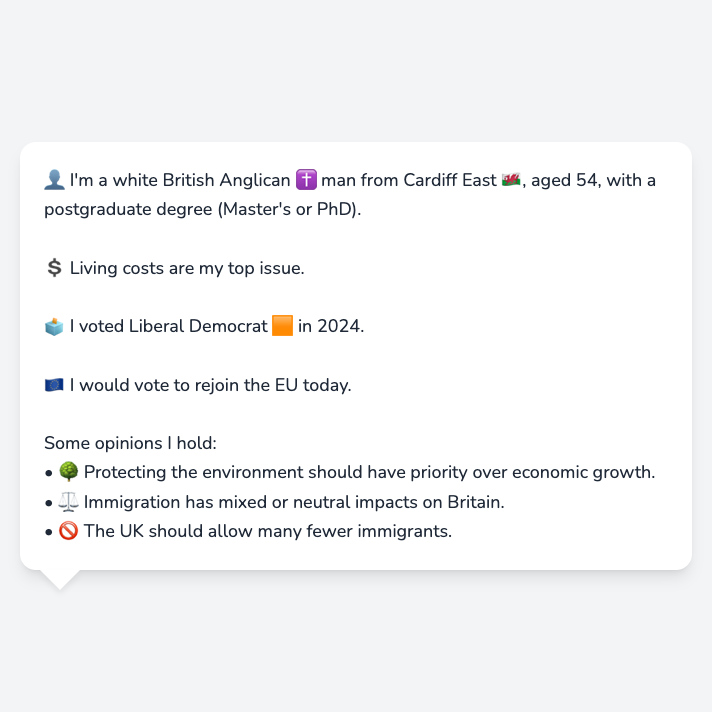 👤 I'm a white British Anglican ✝️ man from Cardiff East 🏴󠁧󠁢󠁷󠁬󠁳󠁿, aged 54, with a
postgraduate degree (Master's or PhD).
💲 Living costs are my top issue.
🗳️ I voted Liberal Democrat 🟧 in 2024.
🇪🇺 I would vote to rejoin the EU today.
Some opinions I hold:
• 🌳 Protecting the environment should have priority over economic growth.
• ⚖️ Immigration has mixed or neutral impacts on Britain.
• 🚫 The UK should allow many fewer immigrants.